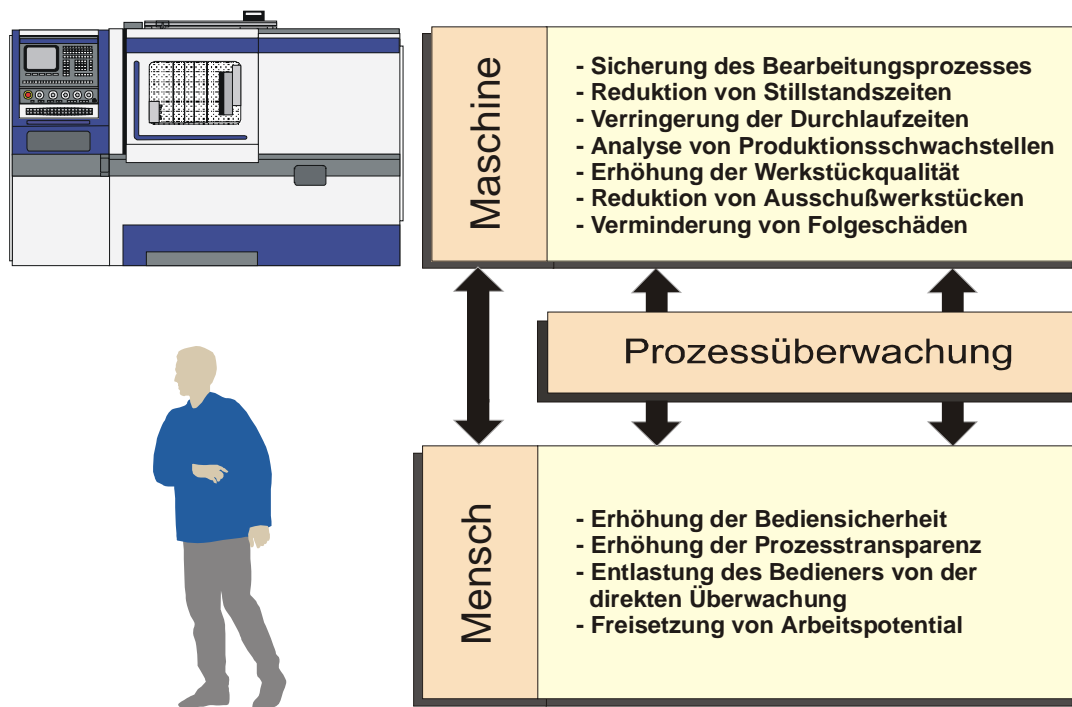 Maschine
- Sicherung des Bearbeitungsprozesses
- Reduktion von Stillstandszeiten
- Verringerung der Durchlaufzeiten
- Analyse von Produktionsschwachstellen
- Erhöhung der Werkstückqualität
- Reduktion von Ausschußwerkstücken
- Verminderung von Folgeschäden
Prozessüberwachung
Mensch
- Erhöhung der Bediensicherheit
- Erhöhung der Prozesstransparenz
- Entlastung des Bedieners von der
direkten Überwachung
- Freisetzung von Arbeitspotential